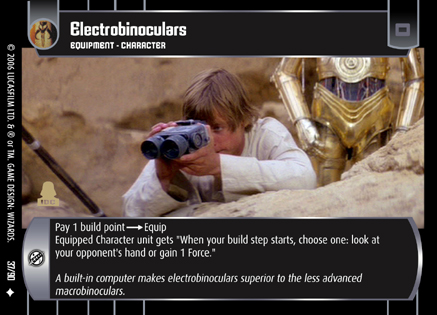 Electrobinoculars
EQUIPMENT - CHARACTER
Pay 1 build point → Equip
Equipped Character unit gets "When your build step starts, choose one: look at
your opponent's hand or gain 1 Force."
A built-in computer makes electrobinoculars superior to the less advanced
macrobinoculars.
© 2006 LUCASFILM LTD. & ® or TM. GAME DESIGN: WIZARDS.
37/90